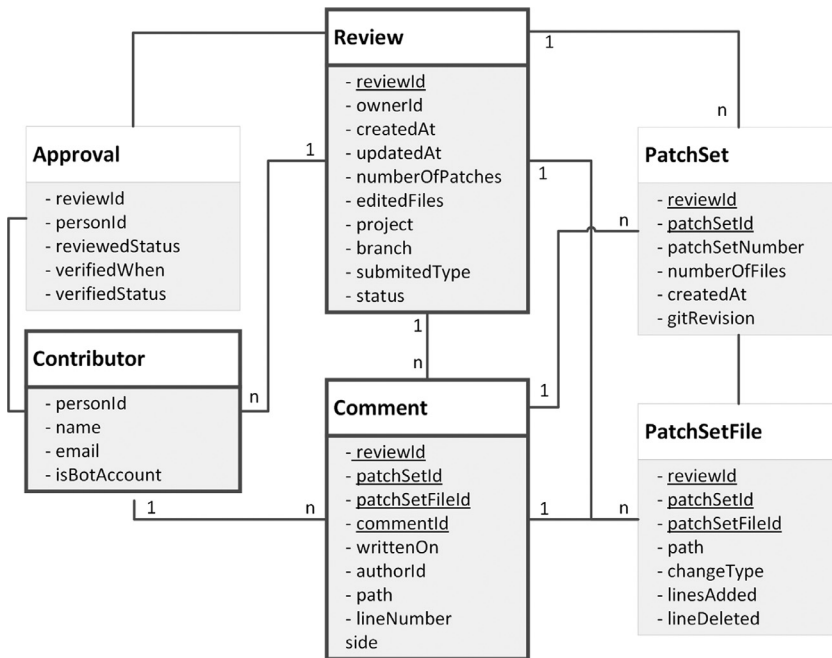 Review
- reviewId
- ownerId
- createdAt
- updatedAt
- numberOfPatches
- editedFiles
- project
- branch
- submitedType
- status
Approval
- reviewId
- personId
- reviewedStatus
- verifiedWhen
- verifiedStatus
Contributor
- personId
- name
- email
- isBotAccount
Comment
- reviewId
- patchSetId
- patchSetFileId
- commentId
- writtenOn
- authorId
- path
- lineNumber
side
PatchSet
- reviewId
- patchSetId
- patchSetNumber
- numberOfFiles
- createdAt
- gitRevision
PatchSetFile
- reviewId
- patchSetId
- patchSetFileId
- path
- changeType
- linesAdded
- lineDeleted
1
n
1
n
1
n
1
n
1
n
1
n
1
n